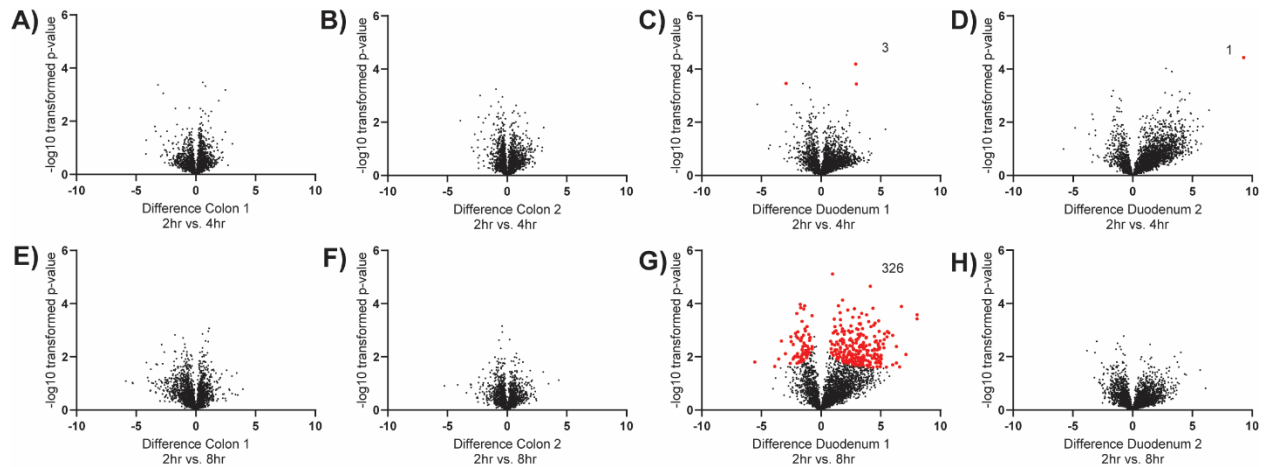 A)
-log10 transformed p-value
6
4
2
0
-10 -5 0 5 10
Difference Colon 1
2hr vs. 4hr
B)
-log10 transformed p-value
6
4
2
0
-10 -5 0 5 10
Difference Colon 2
2hr vs. 4hr
C)
-log10 transformed p-value
6
4
2
0
3
-10 -5 0 5 10
Difference Duodenum 1
2hr vs. 4hr
D)
-log10 transformed p-value
6
4
2
0
1
-10 -5 0 5 10
Difference Duodenum 2
2hr vs. 4hr
E)
-log10 transformed p-value
6
4
2
0
-10 -5 0 5 10
Difference Colon 1
2hr vs. 8hr
F)
-log10 transformed p-value
6
4
2
0
-10 -5 0 5 10
Difference Colon 2
2hr vs. 8hr
G)
-log10 transformed p-value
6
4
2
0
326
-10 -5 0 5 10
Difference Duodenum 1
2hr vs. 8hr
H)
-log10 transformed p-value
6
4
2
0
-10 -5 0 5 10
Difference Duodenum 2
2hr vs. 8hr